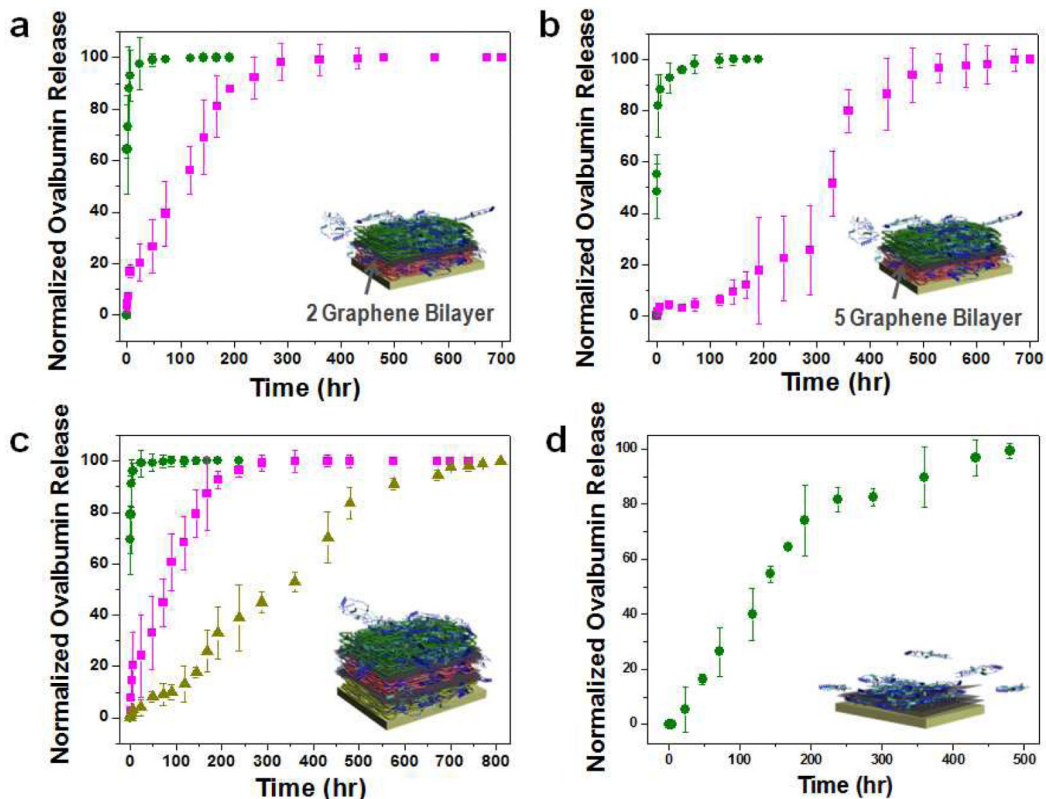 a
Normalized Ovalbumin Release
100
80
60
40
20
0
2 Graphene Bilayer
0 100 200 300 400 500 600 700
Time (hr)
b
Normalized Ovalbumin Release
100
80
60
40
20
0
5 Graphene Bilayer
0 100 200 300 400 500 600 700
Time (hr)
c
Normalized Ovalbumin Release
100
80
60
40
20
0
0 100 200 300 400 500 600 700 800
Time (hr)
d
Normalized Ovalbumin Release
100
80
60
40
20
0
0 100 200 300 400 500
Time (hr)